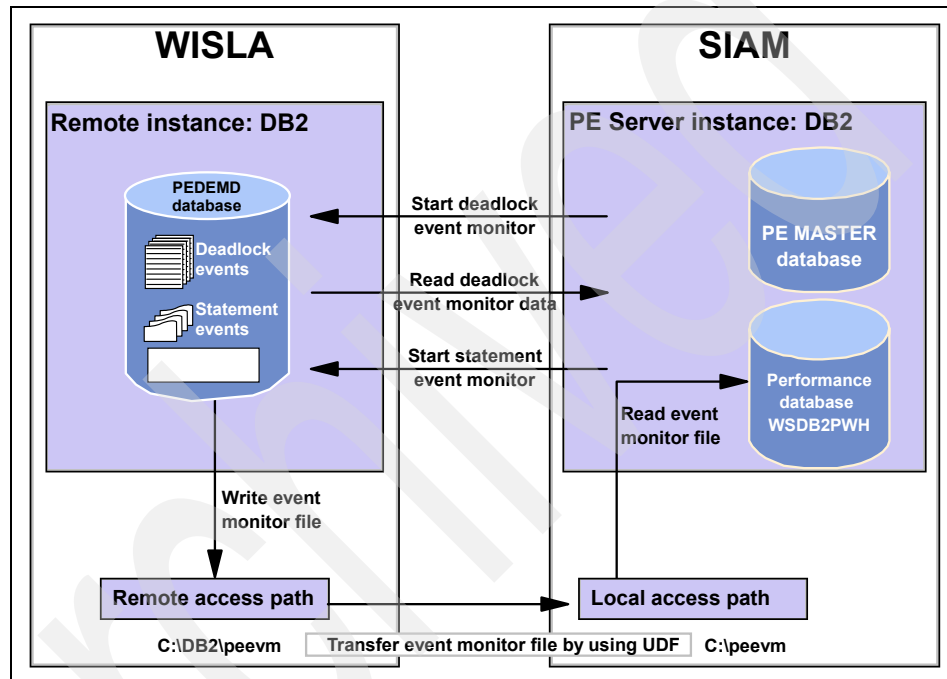 WISLA
SIAM
Remote instance: DB2
PE Server instance: DB2
PEDEMD
database
Deadlock
events
Statement
events
Start deadlock
event monitor
Read deadlock
event monitor data
Start statement
event monitor
PE MASTER
database
Performance
database
WSDB2PWH
Read event
monitor file
Write event
monitor file
Remote access path
Local access path
C:\DB2\peevm
Transfer event monitor file by using UDF
C:\peevm